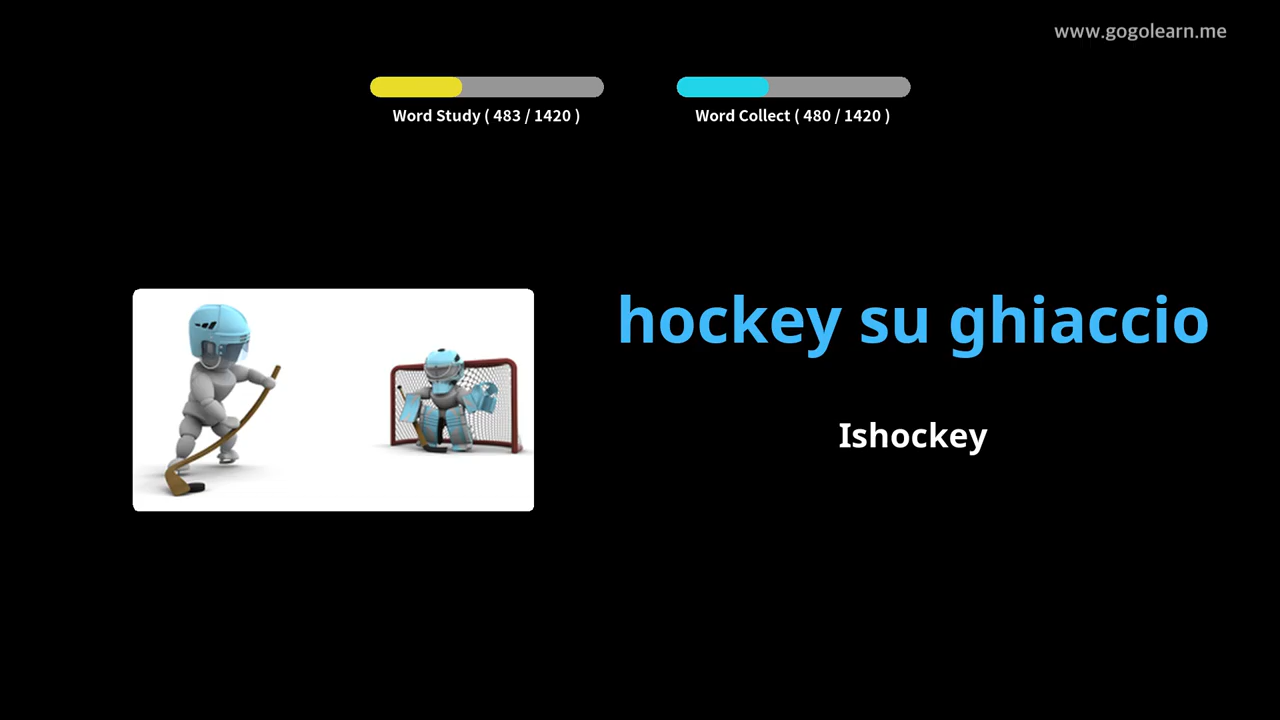 www.gogolearn.me
Word Study ( 483 / 1420 )
Word Collect ( 480 / 1420 )
hockey su ghiaccio
Ishockey